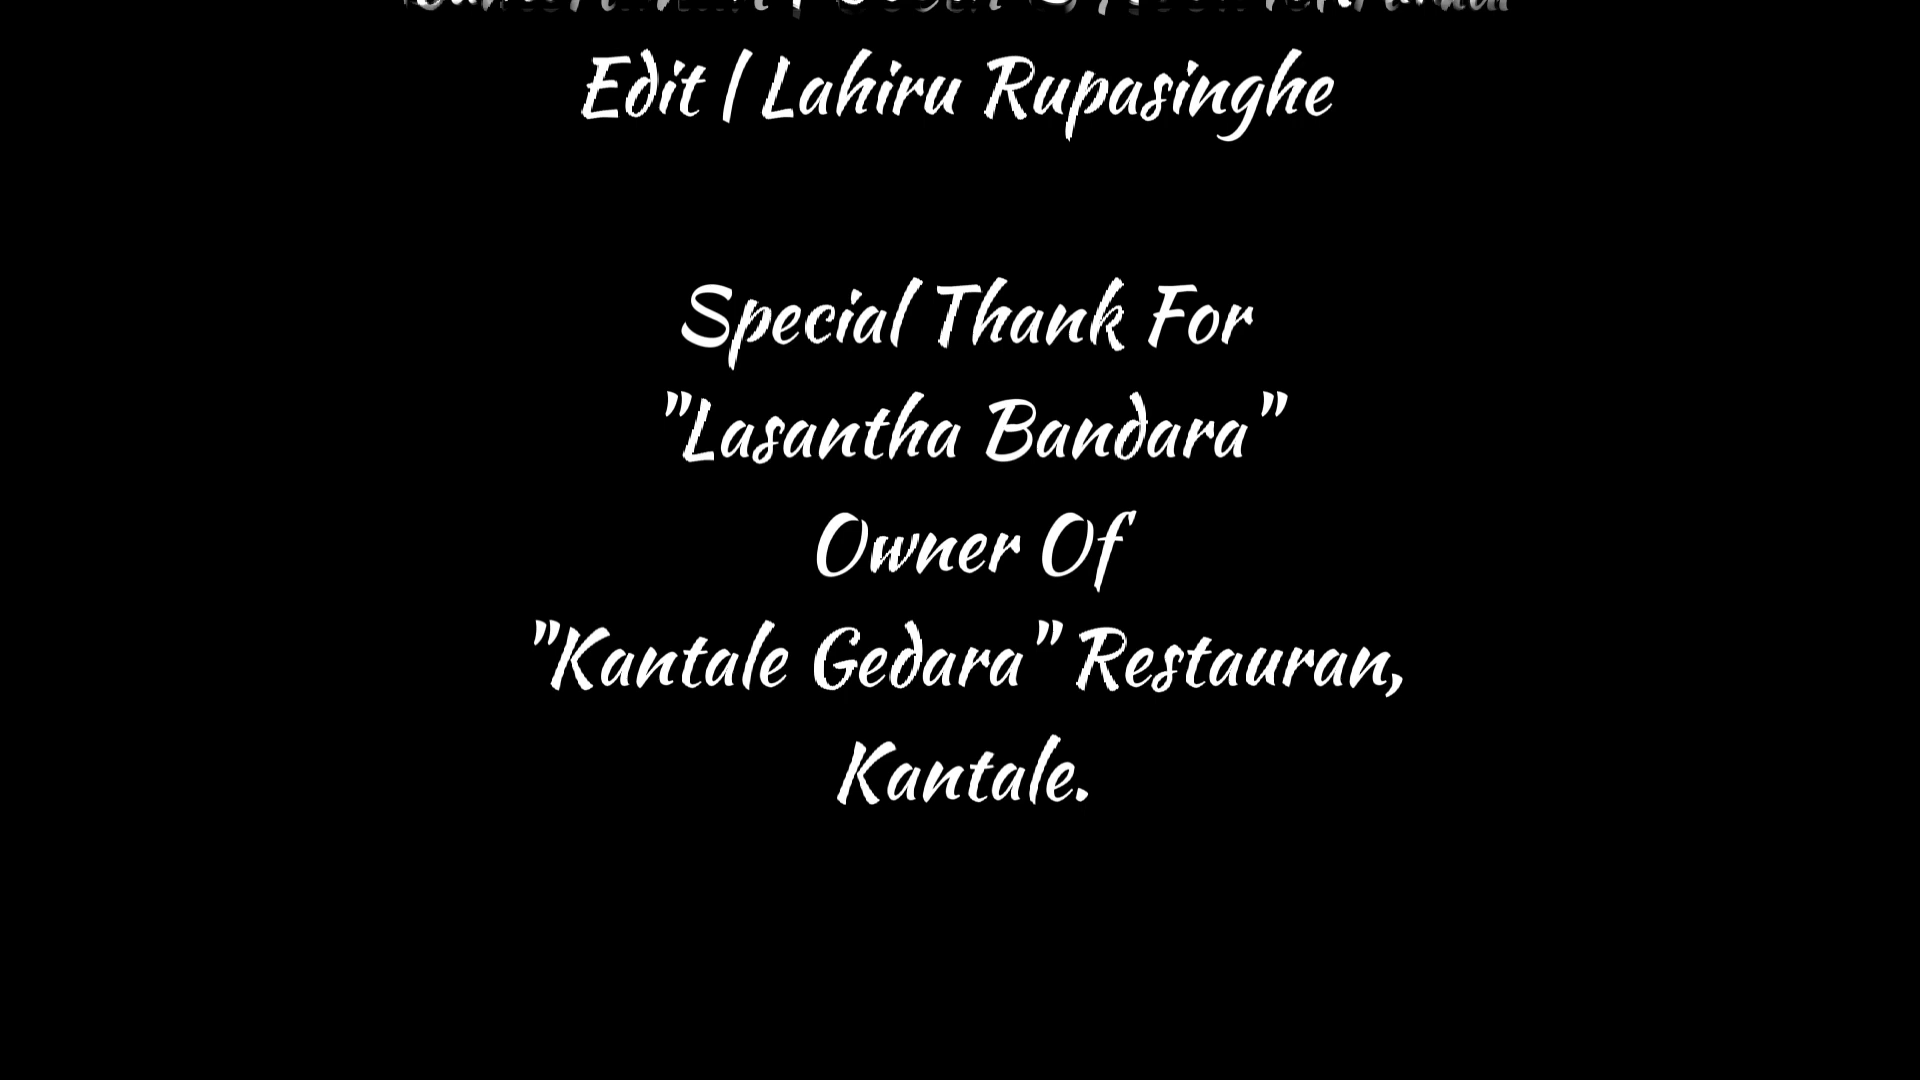 Edit | Lahiru Rupasinghe
Special Thank For
"Lasantha Bandara"
Owner Of
"Kantale Gedara" Restauran,
Kantale.